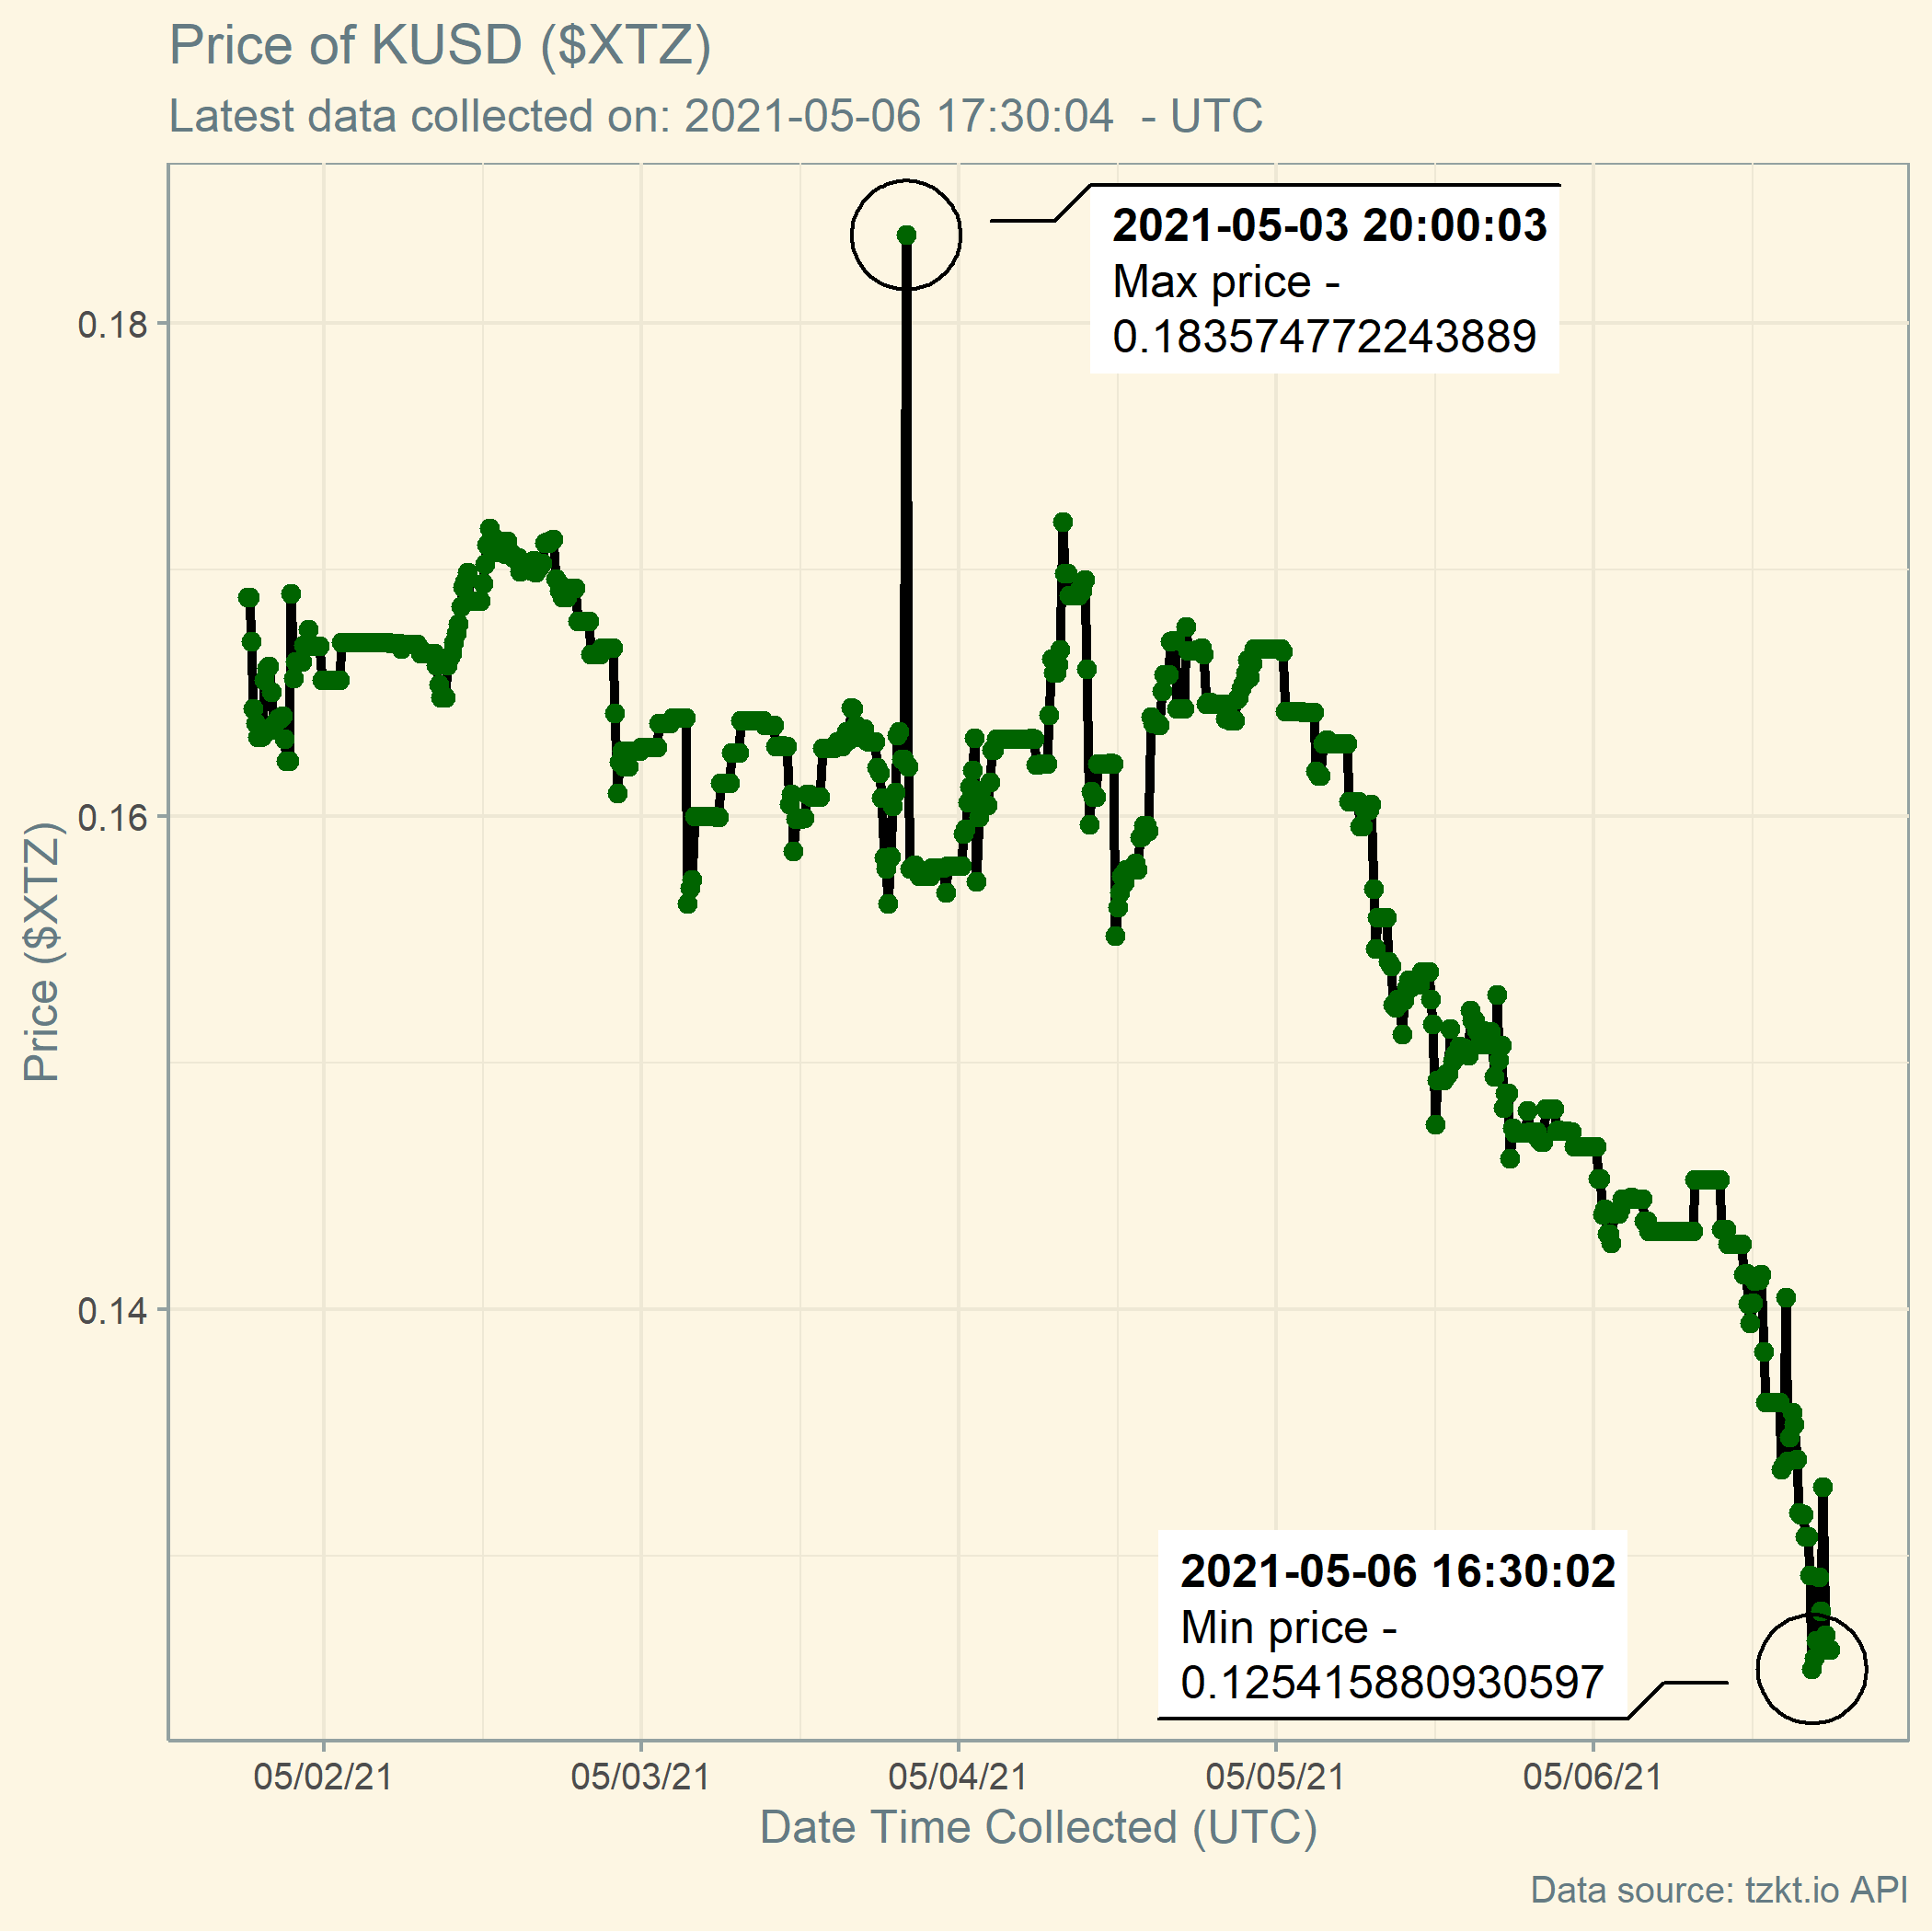 Price of KUSD ($XTZ)
Latest data collected on: 2021-05-06 17:30:04  - UTC
2021-05-03 20:00:03
Max price -
0.183574772243889
0.18
0.16
0.14
Price ($XTZ)
2021-05-06 16:30:02
Min price -
0.125415880930597
05/02/21 05/03/21 05/04/21 05/05/21 05/06/21
Date Time Collected (UTC)
Data source: tzkt.io API